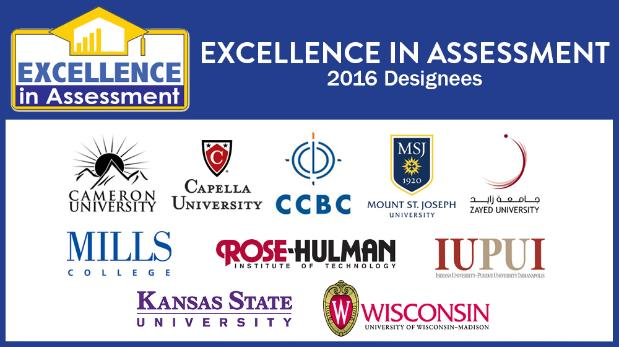 EXCELLENCE
in Assessment
EXCELLENCE IN ASSESSMENT
2016 Designees
CAMERON
UNIVERSITY
C
CAPELLA
UNIVERSITY
CCBC
MSJ
1920
MOUNT ST. JOSEPH
UNIVERSITY
جامعة زايد
ZAYED UNIVERSITY
MILLS
COLLEGE
ROSE-HULMAN
INSTITUTE OF TECHNOLOGY
IUPUI
INDIANA UNIVERSITY–PURDUE UNIVERSITY INDIANAPOLIS
KANSAS STATE
UNIVERSITY
W
WISCONSIN
UNIVERSITY OF WISCONSIN–MADISON